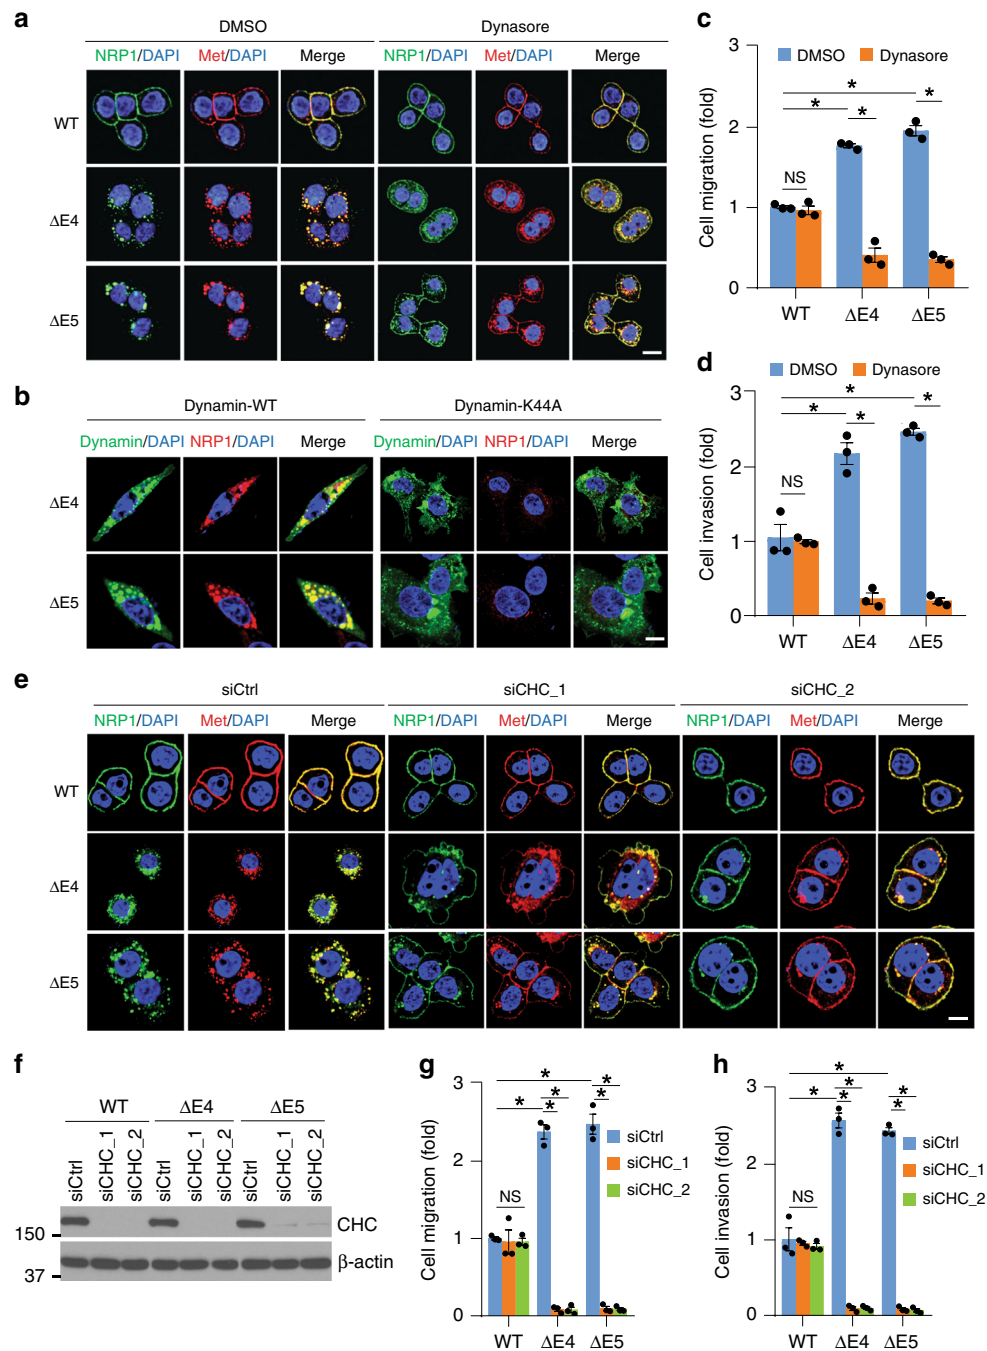 a
DMSO Dynasore
NRP1/DAPI Met/DAPI Merge NRP1/DAPI Met/DAPI Merge
WT
ΔE4
ΔE5
b
Dynamin-WT Dynamin-K44A
Dynamin/DAPI NRP1/DAPI Merge Dynamin/DAPI NRP1/DAPI Merge
ΔE4
ΔE5
c
3
DMSO Dynasore
* * * *
2
NS
1
0
Cell migration (fold)
WT ΔE4 ΔE5
d
DMSO Dynasore
3
* * * *
2
NS
1
0
Cell invasion (fold)
WT ΔE4 ΔE5
e
siCtrl siCHC_1 siCHC_2
NRP1/DAPI Met/DAPI Merge NRP1/DAPI Met/DAPI Merge NRP1/DAPI Met/DAPI Merge
WT
ΔE4
ΔE5
f
WT ΔE4 ΔE5
siCtrl siCHC_1 siCHC_2 siCtrl siCHC_1 siCHC_2 siCtrl siCHC_1 siCHC_2
150 CHC
37 β-actin
g
3
* * * * * *
siCtrl
siCHC_1
siCHC_2
2
NS
1
0
Cell migration (fold)
WT ΔE4 ΔE5
h
3
* * * * * *
siCtrl
siCHC_1
siCHC_2
2
NS
1
0
Cell invasion (fold)
WT ΔE4 ΔE5